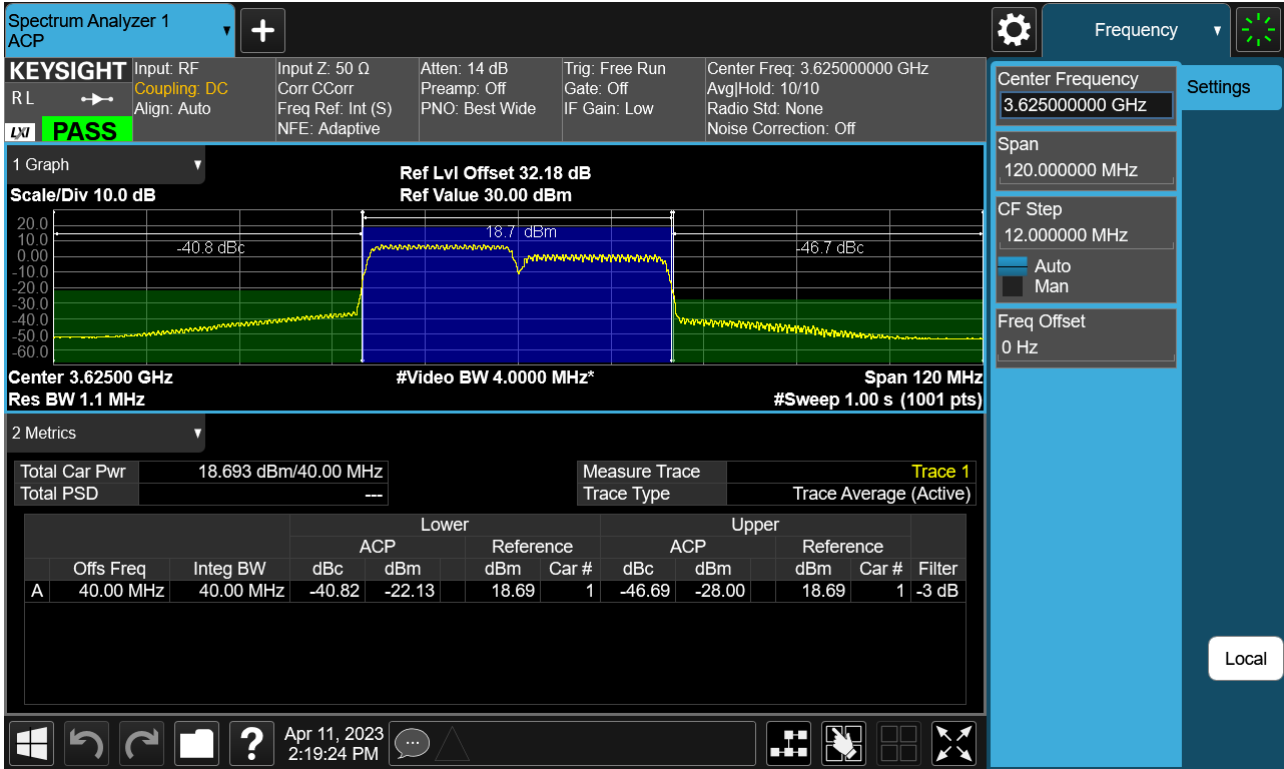 Spectrum Analyzer 1
ACP
Frequency
KEYSIGHT
R L
LXI
PASS
Input: RF
Coupling: DC
Align: Auto
Input Z: 50 Ω
Corr CCorr
Freq Ref: Int (S)
NFE: Adaptive
Atten: 14 dB
Preamp: Off
PNO: Best Wide
Trig: Free Run
Gate: Off
IF Gain: Low
Center Freq: 3.625000000 GHz
Avg|Hold: 10/10
Radio Std: None
Noise Correction: Off
1 Graph
Scale/Div 10.0 dB
Ref Lvl Offset 32.18 dB
Ref Value 30.00 dBm
20.0
10.0
0.00
-10.0
-20.0
-30.0
-40.0
-50.0
-60.0
-40.8 dBc
18.7 dBm
-46.7 dBc
Center 3.62500 GHz
#Video BW 4.0000 MHz*
Span 120 MHz
Res BW 1.1 MHz
#Sweep 1.00 s (1001 pts)
2 Metrics
Total Car Pwr 18.693 dBm/40.00 MHz
Total PSD ---
Measure Trace Trace 1
Trace Type Trace Average (Active)
Lower Upper
ACP Reference ACP Reference
Offs Freq Integ BW dBc dBm dBm Car # dBc dBm dBm Car # Filter
A 40.00 MHz 40.00 MHz -40.82 -22.13 18.69 1 -46.69 -28.00 18.69 1 -3 dB
Center Frequency
3.625000000 GHz
Span
120.000000 MHz
CF Step
12.000000 MHz
Auto
Man
Freq Offset
0 Hz
Settings
Local
?
Apr 11, 2023
2:19:24 PM